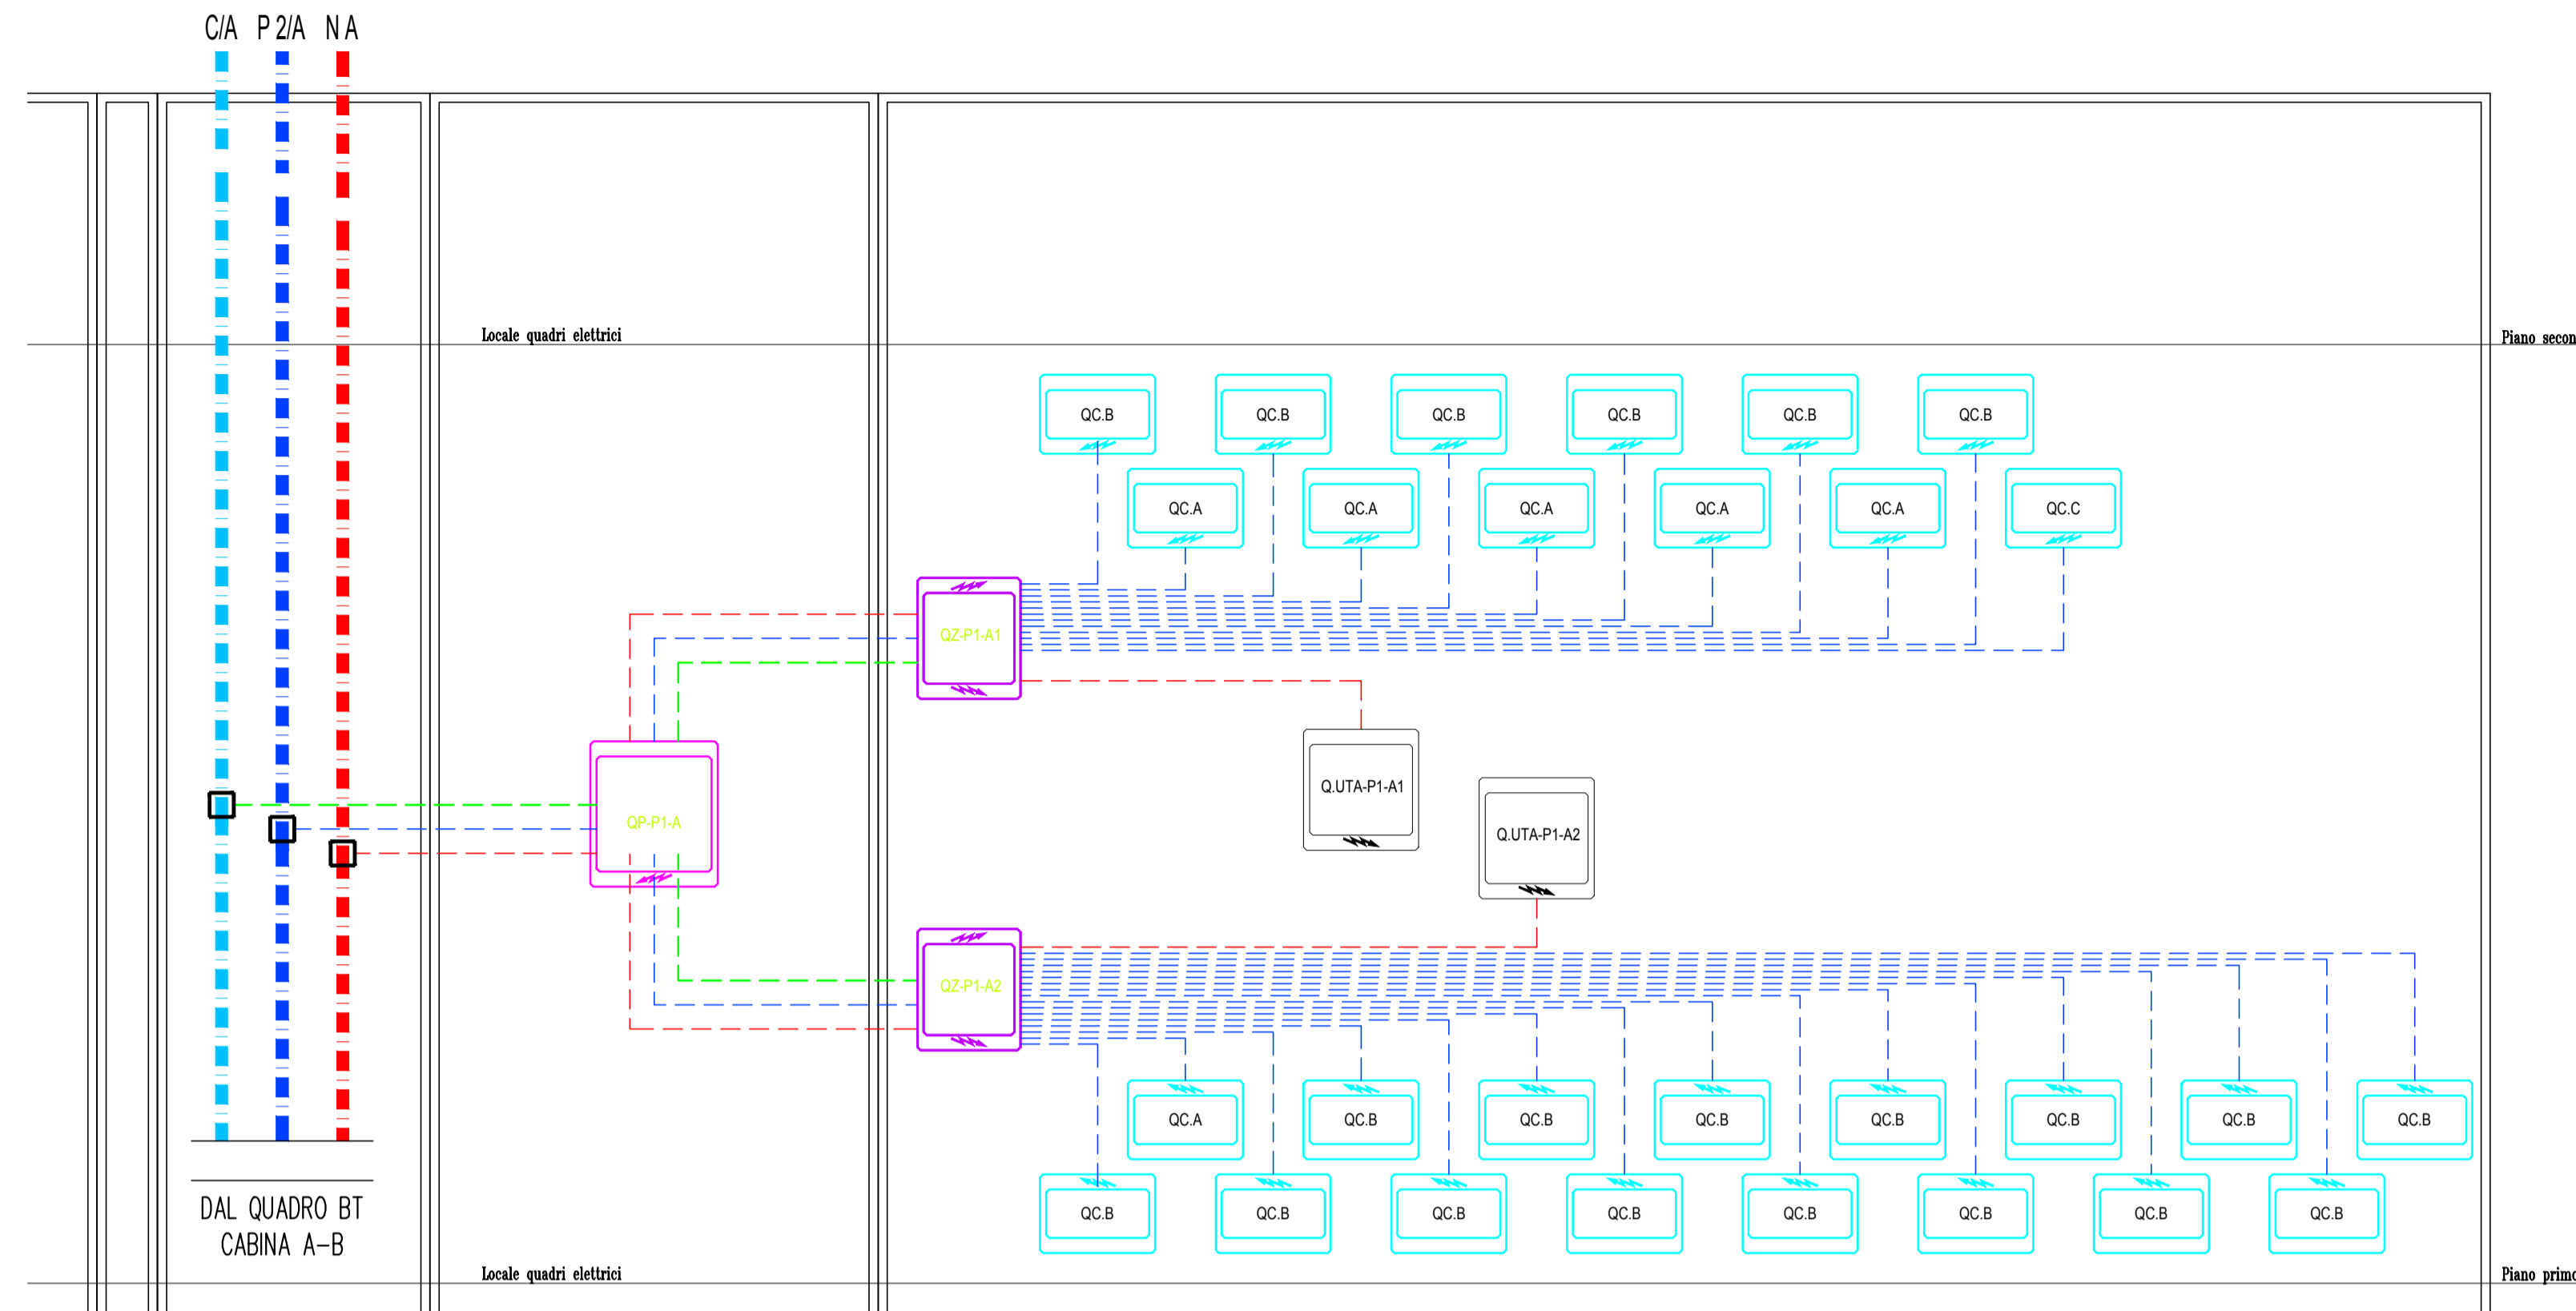 C/A P 2/A N A
Locale quadri elettrici
Piano secon
QC.B QC.B QC.B QC.B QC.B QC.B
QC.A QC.A QC.A QC.A QC.A QC.C
QZ-P1-A1
Q.UTA-P1-A1
QP-P1-A
Q.UTA-P1-A2
QZ-P1-A2
QC.A QC.B QC.B QC.B QC.B QC.B QC.B QC.B
QC.B QC.B QC.B QC.B QC.B QC.B QC.B QC.B
DAL QUADRO BT
CABINA A-B
Locale quadri elettrici
Piano primo